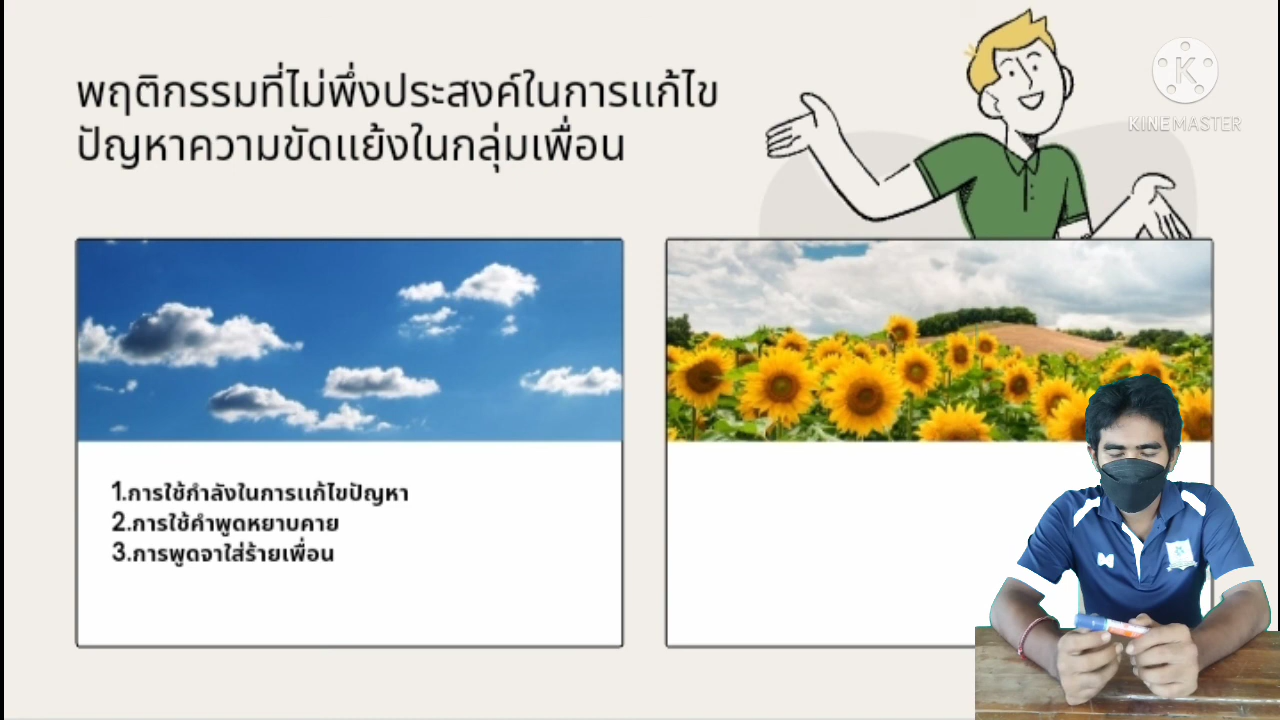 พฤติกรรมที่ไม่พึ่งประสงค์ในการแก้ไข
ปัญหาความขัดแย้งในกลุ่มเพื่อน
KINEMASTER
1.การใช้กำลังในการแก้ไขปัญหา
2.การใช้คำพูดหยาบคาย
3.การพูดจาใส่ร้ายเพื่อน